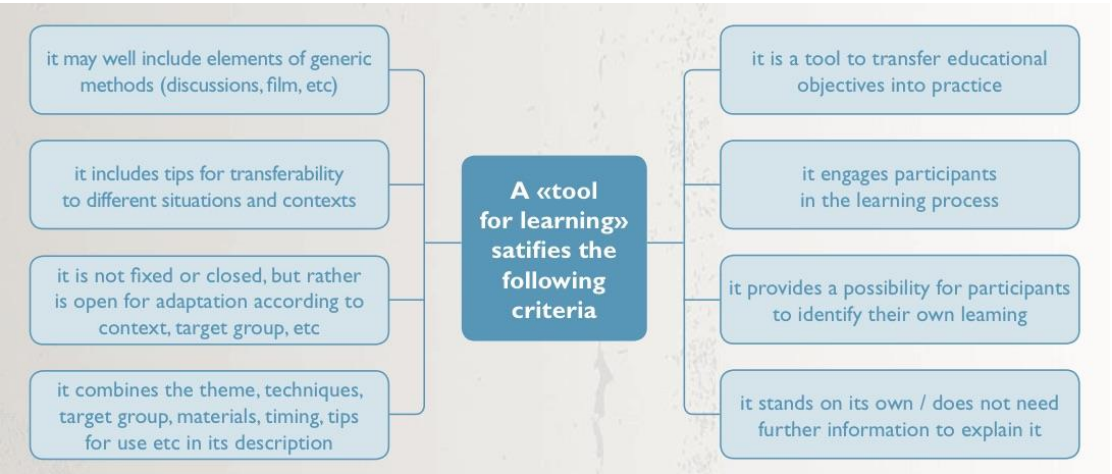 it may well include elements of generic
methods (discussions, film, etc)
it includes tips for transferability
to different situations and contexts
it is not fixed or closed, but rather
is open for adaptation according to
context, target group, etc
it combines the theme, techniques,
target group, materials, timing, tips
for use etc in its description
A «tool
for learning»
satifies the
following
criteria
it is a tool to transfer educational
objectives into practice
it engages participants
in the learning process
it provides a possibility for participants
to identify their own learning
it stands on its own / does not need
further information to explain it